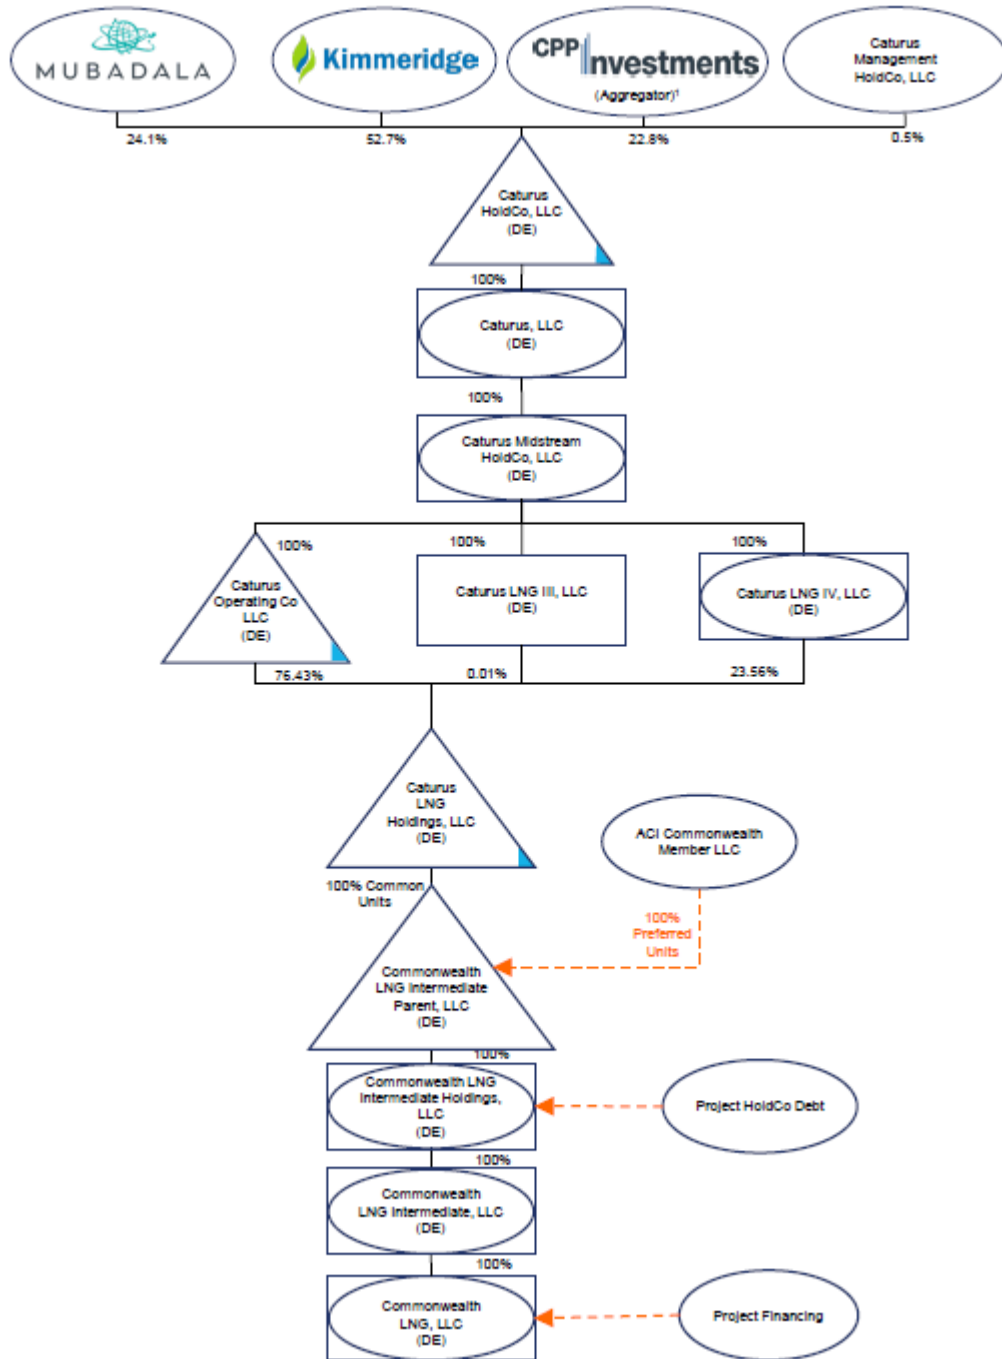 MUBADALA
Kimmeridge
CPP Investments
(Aggregator)¹
Caturus
Management
HoldCo, LLC
24.1%
52.7%
22.8%
0.5%
Caturus
HoldCo, LLC
(DE)
100%
Caturus, LLC
(DE)
100%
Caturus Midstream
HoldCo, LLC
(DE)
100%
100%
100%
Caturus
Operating Co
LLC
(DE)
Caturus LNG III, LLC
(DE)
Caturus LNG IV, LLC
(DE)
76.43%
0.01%
23.56%
Caturus
LNG
Holdings, LLC
(DE)
ACI Commonwealth
Member LLC
100% Common
Units
100%
Preferred
Units
Commonwealth
LNG Intermediate
Parent, LLC
(DE)
100%
Commonwealth LNG
Intermediate Holdings,
LLC
(DE)
Project HoldCo Debt
100%
Commonwealth
LNG Intermediate, LLC
(DE)
100%
Commonwealth
LNG, LLC
(DE)
Project Financing